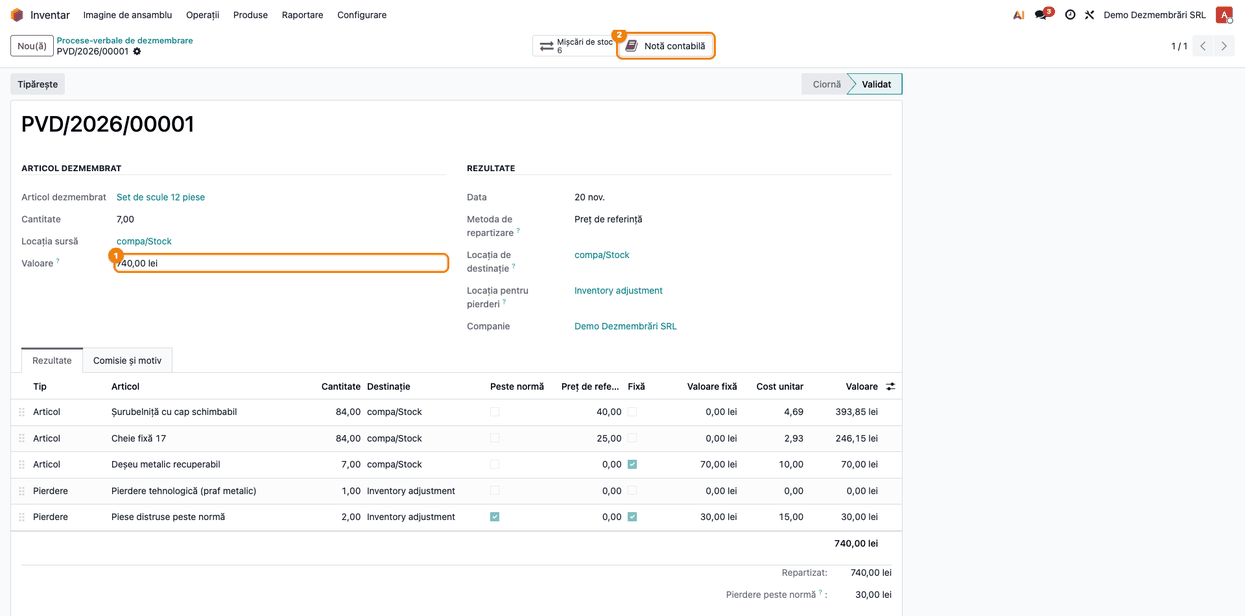 Inventar Imagine de ansamblu Operații Produse Raportare Configurare AI 3 Demo Dezmembrări SRL A
Nou(ă) Procese-verbale de dezmembrare
PVD/2026/00001
Mișcări de stoc
6
2
Notă contabilă
1 / 1
Tipărește Ciornă Validat
PVD/2026/00001
ARTICOL DEZMEMBRAT
Articol dezmembrat Set de scule 12 piese
Cantitate 7,00
Locația sursă compa/Stock
1
Valoare ? 740,00 lei
REZULTATE
Data 20 nov.
Metoda de repartizare ? Preț de referință
Locația de destinație ? compa/Stock
Locația pentru pierderi ? Inventory adjustment
Companie Demo Dezmembrări SRL
Rezultate Comisie și motiv
Tip Articol Cantitate Destinație Peste normă Preț de refe... Fixă Valoare fixă Cost unitar Valoare
Articol Șurubelniță cu cap schimbabil 84,00 compa/Stock 40,00 0,00 lei 4,69 393,85 lei
Articol Cheie fixă 17 84,00 compa/Stock 25,00 0,00 lei 2,93 246,15 lei
Articol Deșeu metalic recuperabil 7,00 compa/Stock 0,00 70,00 lei 10,00 70,00 lei
Pierdere Pierdere tehnologică (praf metalic) 1,00 Inventory adjustment 0,00 0,00 lei 0,00 0,00 lei
Pierdere Piese distruse peste normă 2,00 Inventory adjustment 0,00 30,00 lei 15,00 30,00 lei
740,00 lei
Repartizat: 740,00 lei
Pierdere peste normă ? : 30,00 lei